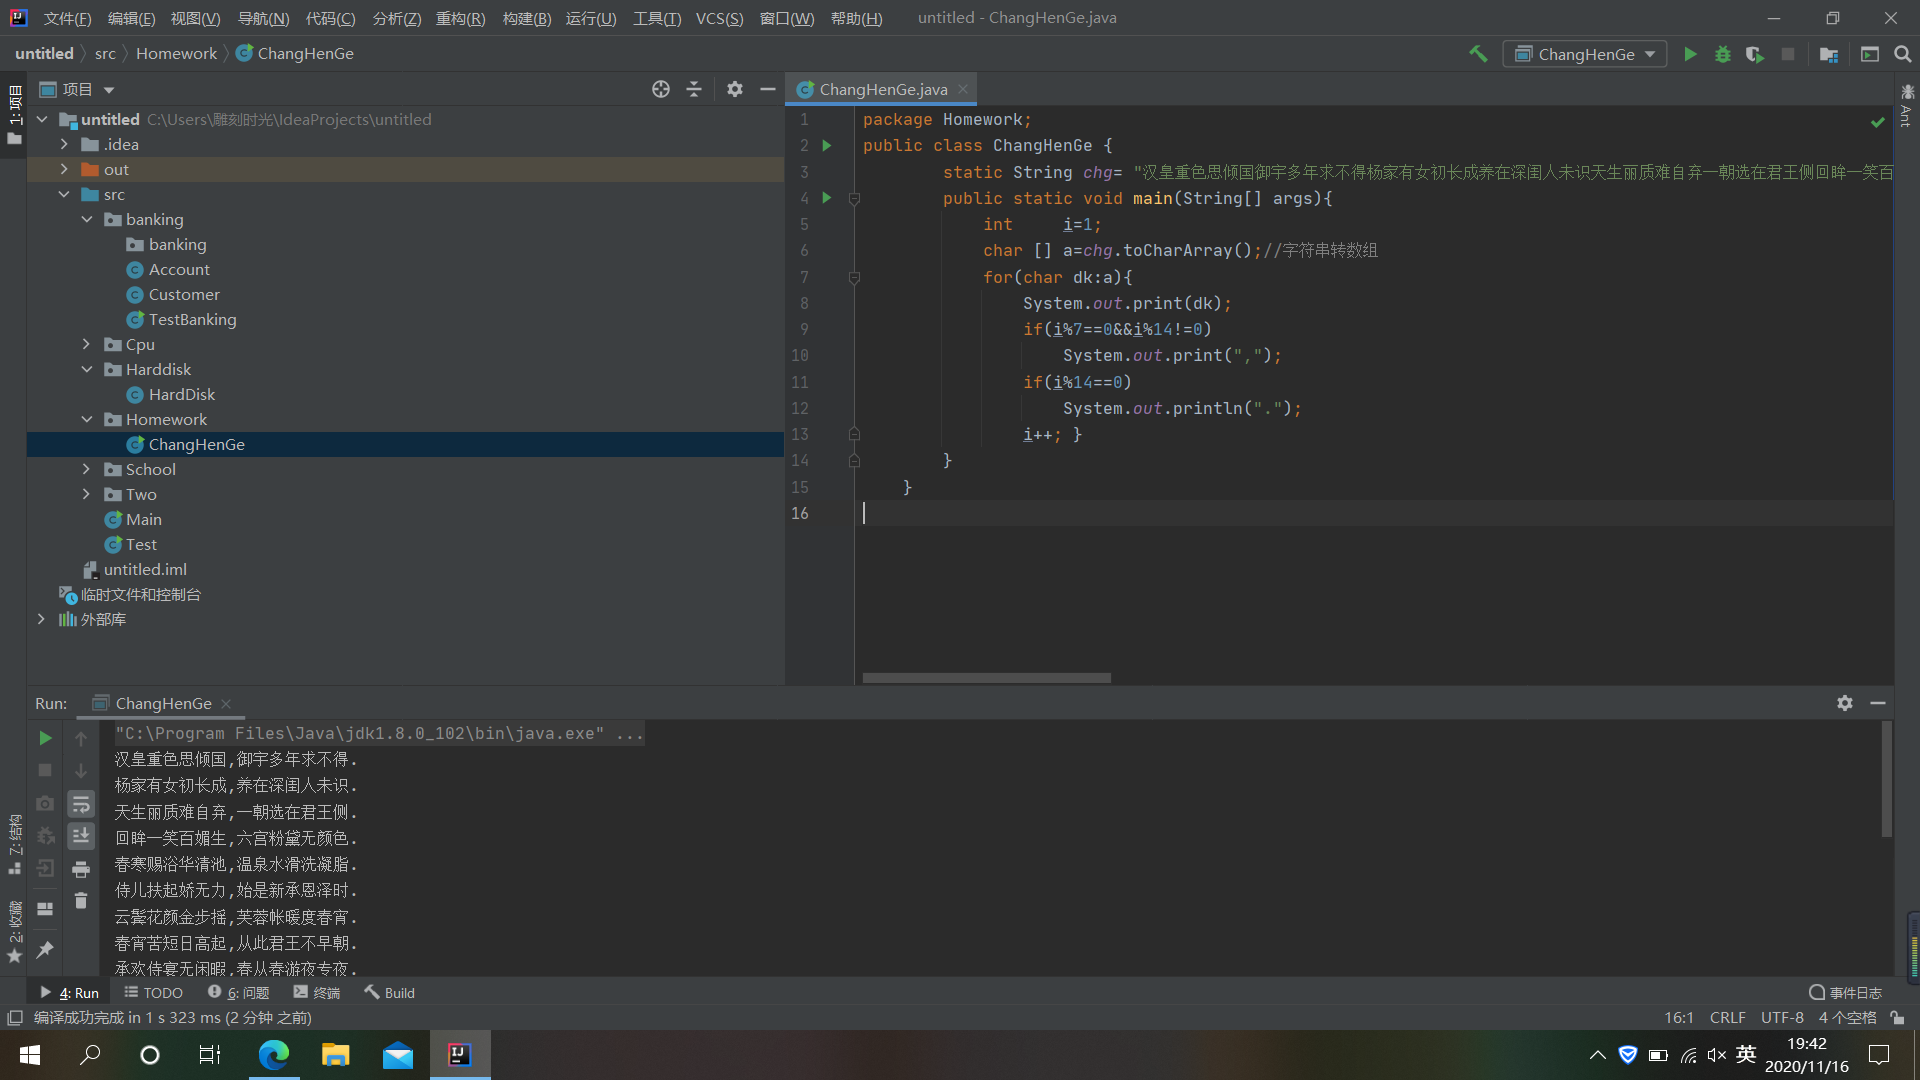 文件(F) 编辑(E) 视图(V) 导航(N) 代码(C) 分析(Z) 重构(R) 构建(B) 运行(U) 工具(T) VCS(S) 窗口(W) 帮助(H) untitled - ChangHenGe.java
untitled src Homework ChangHenGe ChangHenGe
1: 项目
项目
untitled C:\Users\雕刻时光\IdeaProjects\untitled
.idea
out
src
banking
banking
Account
Customer
TestBanking
Cpu
Harddisk
HardDisk
Homework
ChangHenGe
School
Two
Main
Test
untitled.iml
临时文件和控制台
外部库
ChangHenGe.java
Ant
1 package Homework;
2 public class ChangHenGe {
3 static String chg= "汉皇重色思倾国御宇多年求不得杨家有女初长成养在深闺人未识天生丽质难自弃一朝选在君王侧回眸一笑百
4 public static void main(String[] args){
5 int     i=1;
6 char [] a=chg.toCharArray();//字符串转数组
7 for(char dk:a){
8 System.out.print(dk);
9 if(i%7==0&&i%14!=0)
10 System.out.print(",");
11 if(i%14==0)
12 System.out.println(".");
13 i++; }
14 }
15 }
16
Run: ChangHenGe
"C:\Program Files\Java\jdk1.8.0_102\bin\java.exe" ...
汉皇重色思倾国,御宇多年求不得.
杨家有女初长成,养在深闺人未识.
天生丽质难自弃,一朝选在君王侧.
回眸一笑百媚生,六宫粉黛无颜色.
春寒赐浴华清池,温泉水滑洗凝脂.
侍儿扶起娇无力,始是新承恩泽时.
云鬓花颜金步摇,芙蓉帐暖度春宵.
春宵苦短日高起,从此君王不早朝.
承欢侍宴无闲暇,春从春游夜专夜.
Z: 结构
2: 收藏
4: Run TODO 6: 问题 终端 Build 事件日志
编译成功完成 in 1 s 323 ms (2 分钟 之前) 16:1 CRLF UTF-8 4 个空格
英
19:42
2020/11/16